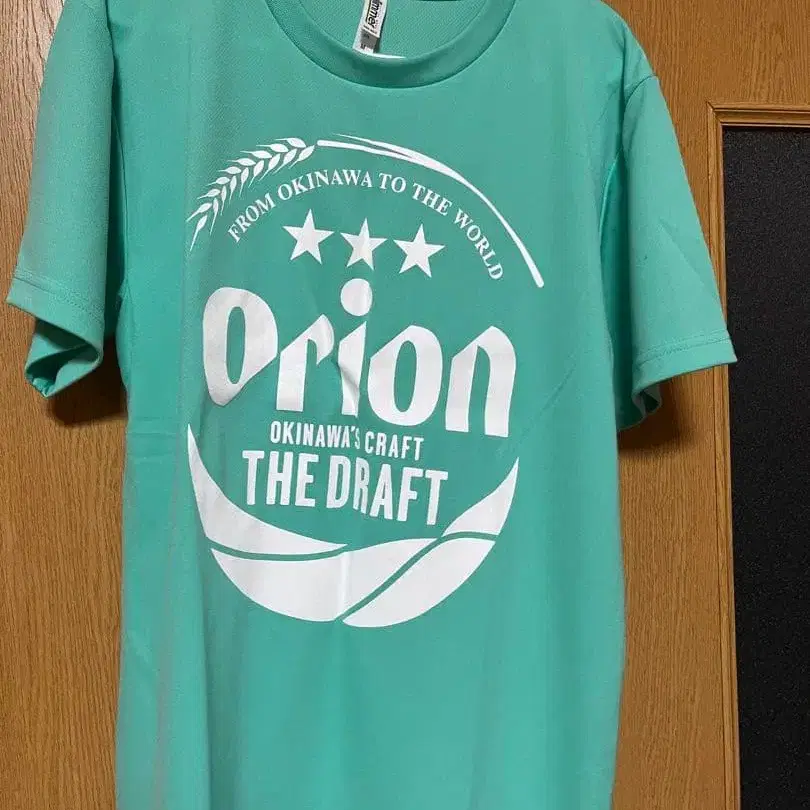 FROM OKINAWA TO THE WORLD
Orion
OKINAWA'S CRAFT
THE DRAFT